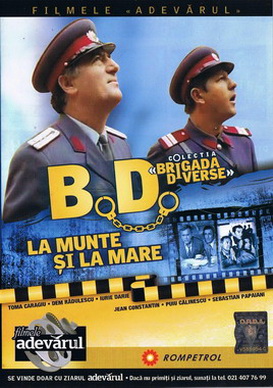 FILMELE «ADEVĂRUL»
COLECȚIA
«BRIGADĂ
DIVERSE»
B.D.
LA MUNTE
ȘI LA MARE
TOMA CARAGIU • DEM RĂDULESCU • IURIE DARIE
JEAN CONSTANTIN • PUIU CĂLINESCU • SEBASTIAN PAPAIANI
filmele
adevărul
ROMPETROL
O.R.D.A.
SE VINDE DOAR CU ZIARUL adevărul • Dacă nu primiți și ziarul, sunați la tel. 021 407 76 99